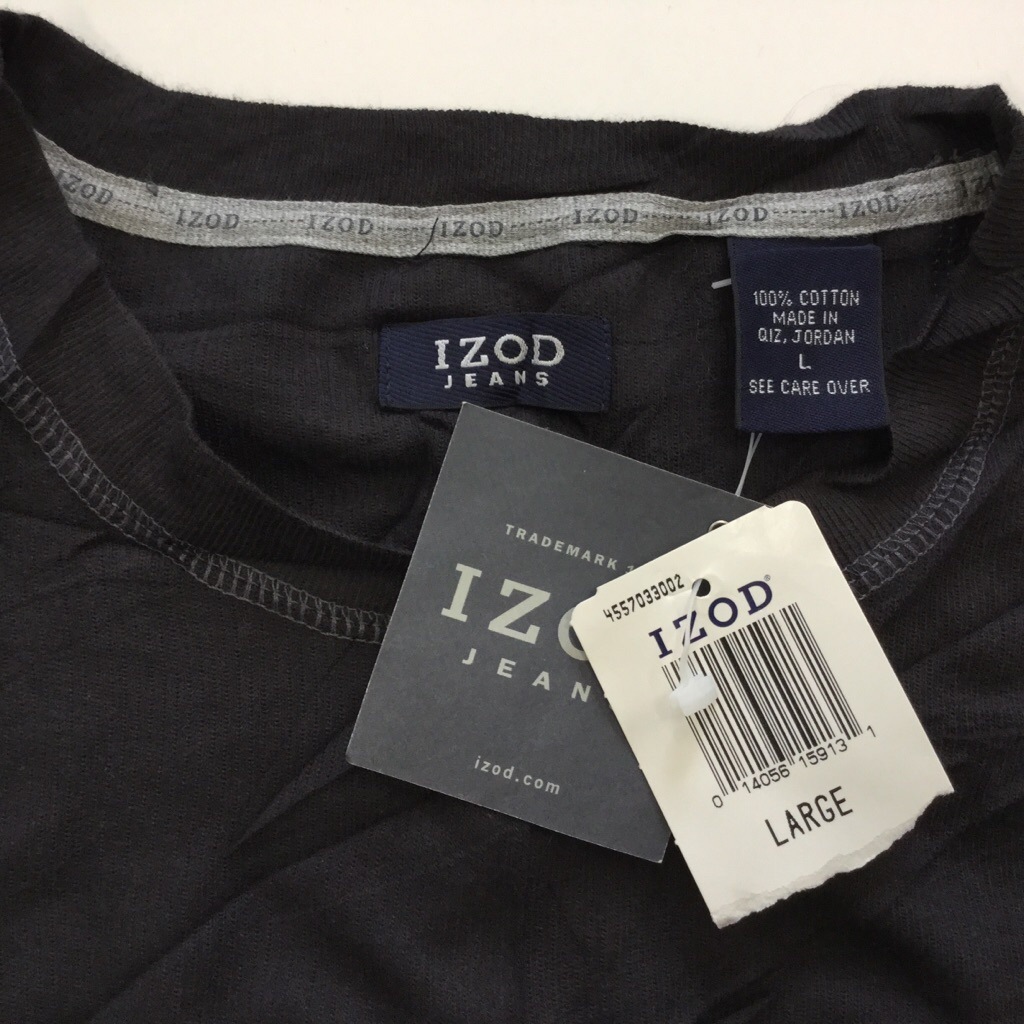 IZOD IZOD IZOD IZOD IZOD IZOD IZOD
IZOD
JEANS
100% COTTON
MADE IN
QIZ, JORDAN
L
SEE CARE OVER
TRADEMARK
IZOD
JEANS
izod.com
4557033002
IZOD®
0 14056 15913 1
LARGE